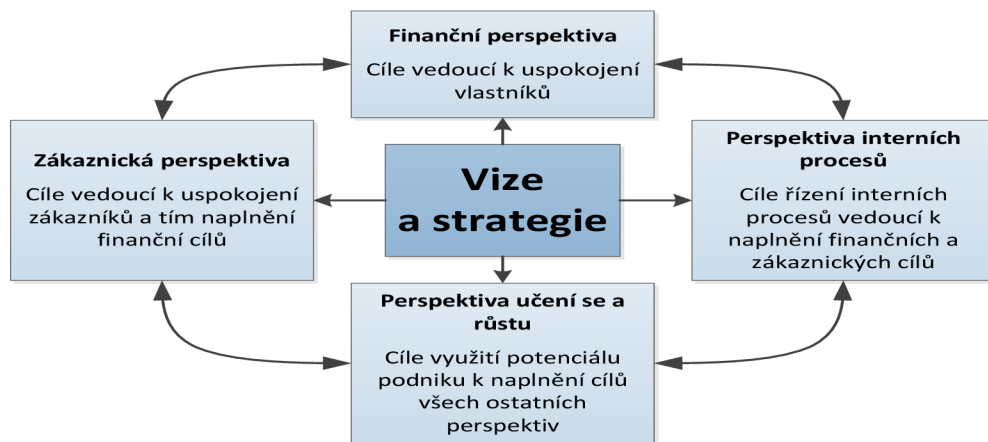 Finanční perspektiva
Cíle vedoucí k uspokojení
vlastníků
Zákaznická perspektiva
Cíle vedoucí k uspokojení
zákazníků a tím naplnění
finanční cílů
Vize
a strategie
Perspektiva interních
procesů
Cíle řízení interních
procesů vedoucí k
naplnění finančních a
zákaznických cílů
Perspektiva učení se a
růstu
Cíle využití potenciálu
podniku k naplnění cílů
všech ostatních
perspektiv